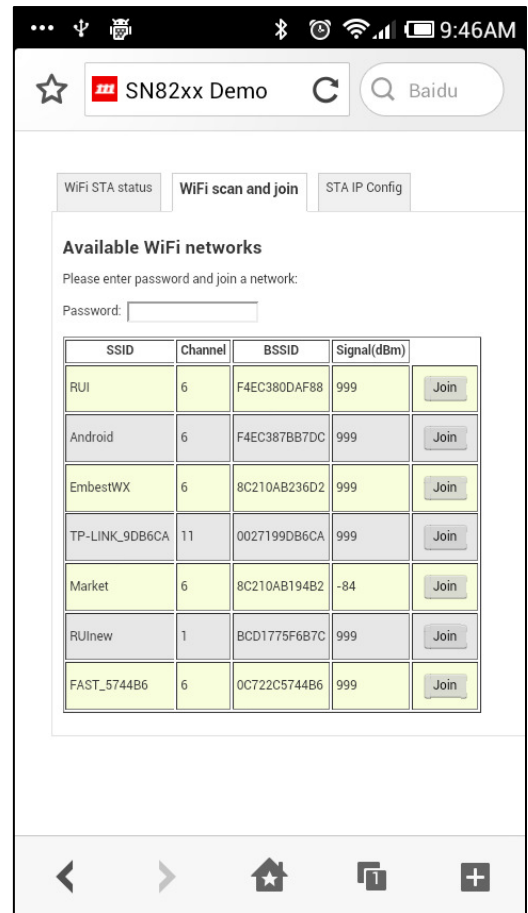 9:46AM
m SN82xx Demo
Baidu
WiFi STA status WiFi scan and join STA IP Config
Available WiFi networks
Please enter password and join a network:
Password:
SSID Channel BSSID Signal(dBm)
RUI 6 F4EC380DAF88 999 Join
Android 6 F4EC387BB7DC 999 Join
EmbestWX 6 8C210AB236D2 999 Join
TP-LINK_9DB6CA 11 0027199DB6CA 999 Join
Market 6 8C210AB194B2 -84 Join
RUInew 1 BCD1775F6B7C 999 Join
FAST_5744B6 6 0C722C5744B6 999 Join
1